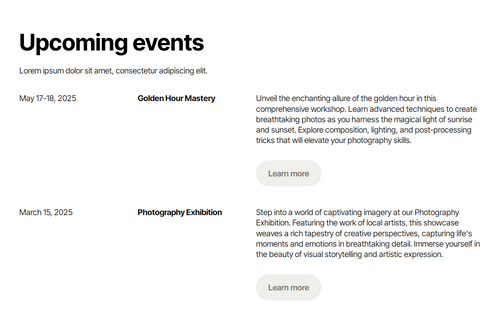 Upcoming events
Lorem ipsum dolor sit amet, consectetur adipiscing elit.
May 17-18, 2025
Golden Hour Mastery
Unveil the enchanting allure of the golden hour in this
comprehensive workshop. Learn advanced techniques to create
breathtaking photos as you harness the magical light of sunrise
and sunset. Explore composition, lighting, and post-processing
tricks that will elevate your photography skills.
Learn more
March 15, 2025
Photography Exhibition
Step into a world of captivating imagery at our Photography
Exhibition. Featuring the work of local artists, this showcase
weaves a rich tapestry of creative perspectives, capturing life's
moments and emotions in breathtaking detail. Immerse yourself in
the beauty of visual storytelling and artistic expression.
Learn more